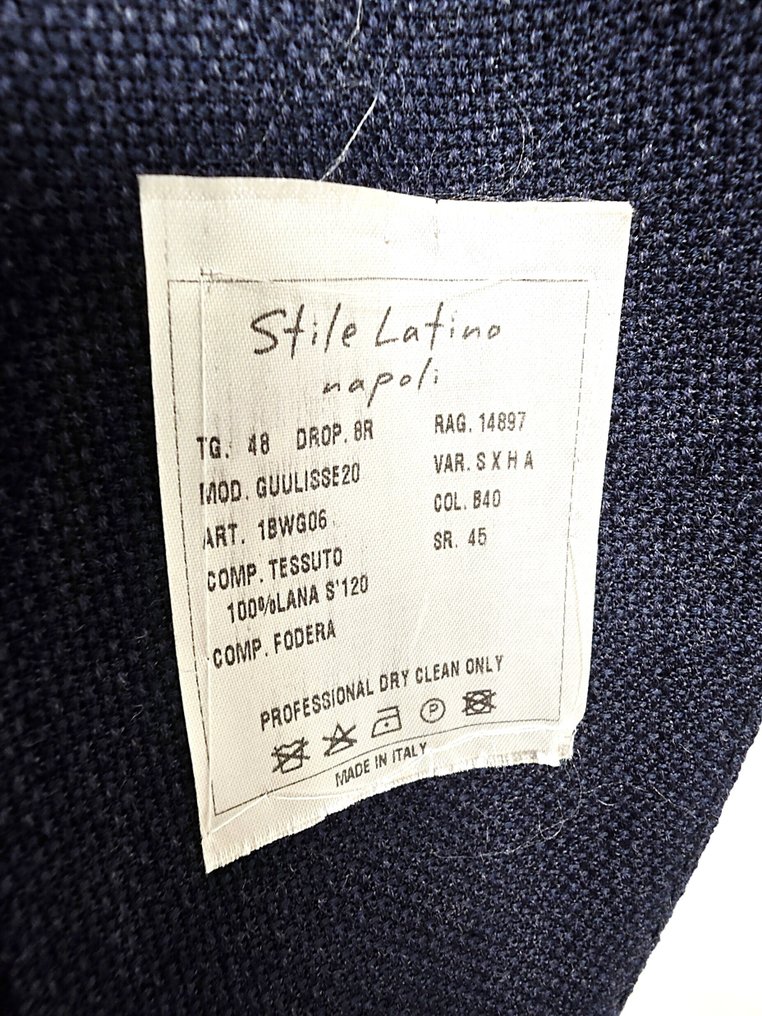 Stile Latino
napoli
TG. 48 DROP. 8R
RAG. 14897
MOD. GUULISSE20
VAR. S X H A
ART. 1BWG06
COL. B40
SR. 45
COMP. TESSUTO
100%LANA S'120
COMP. FODERA
PROFESSIONAL DRY CLEAN ONLY
P
MADE IN ITALY